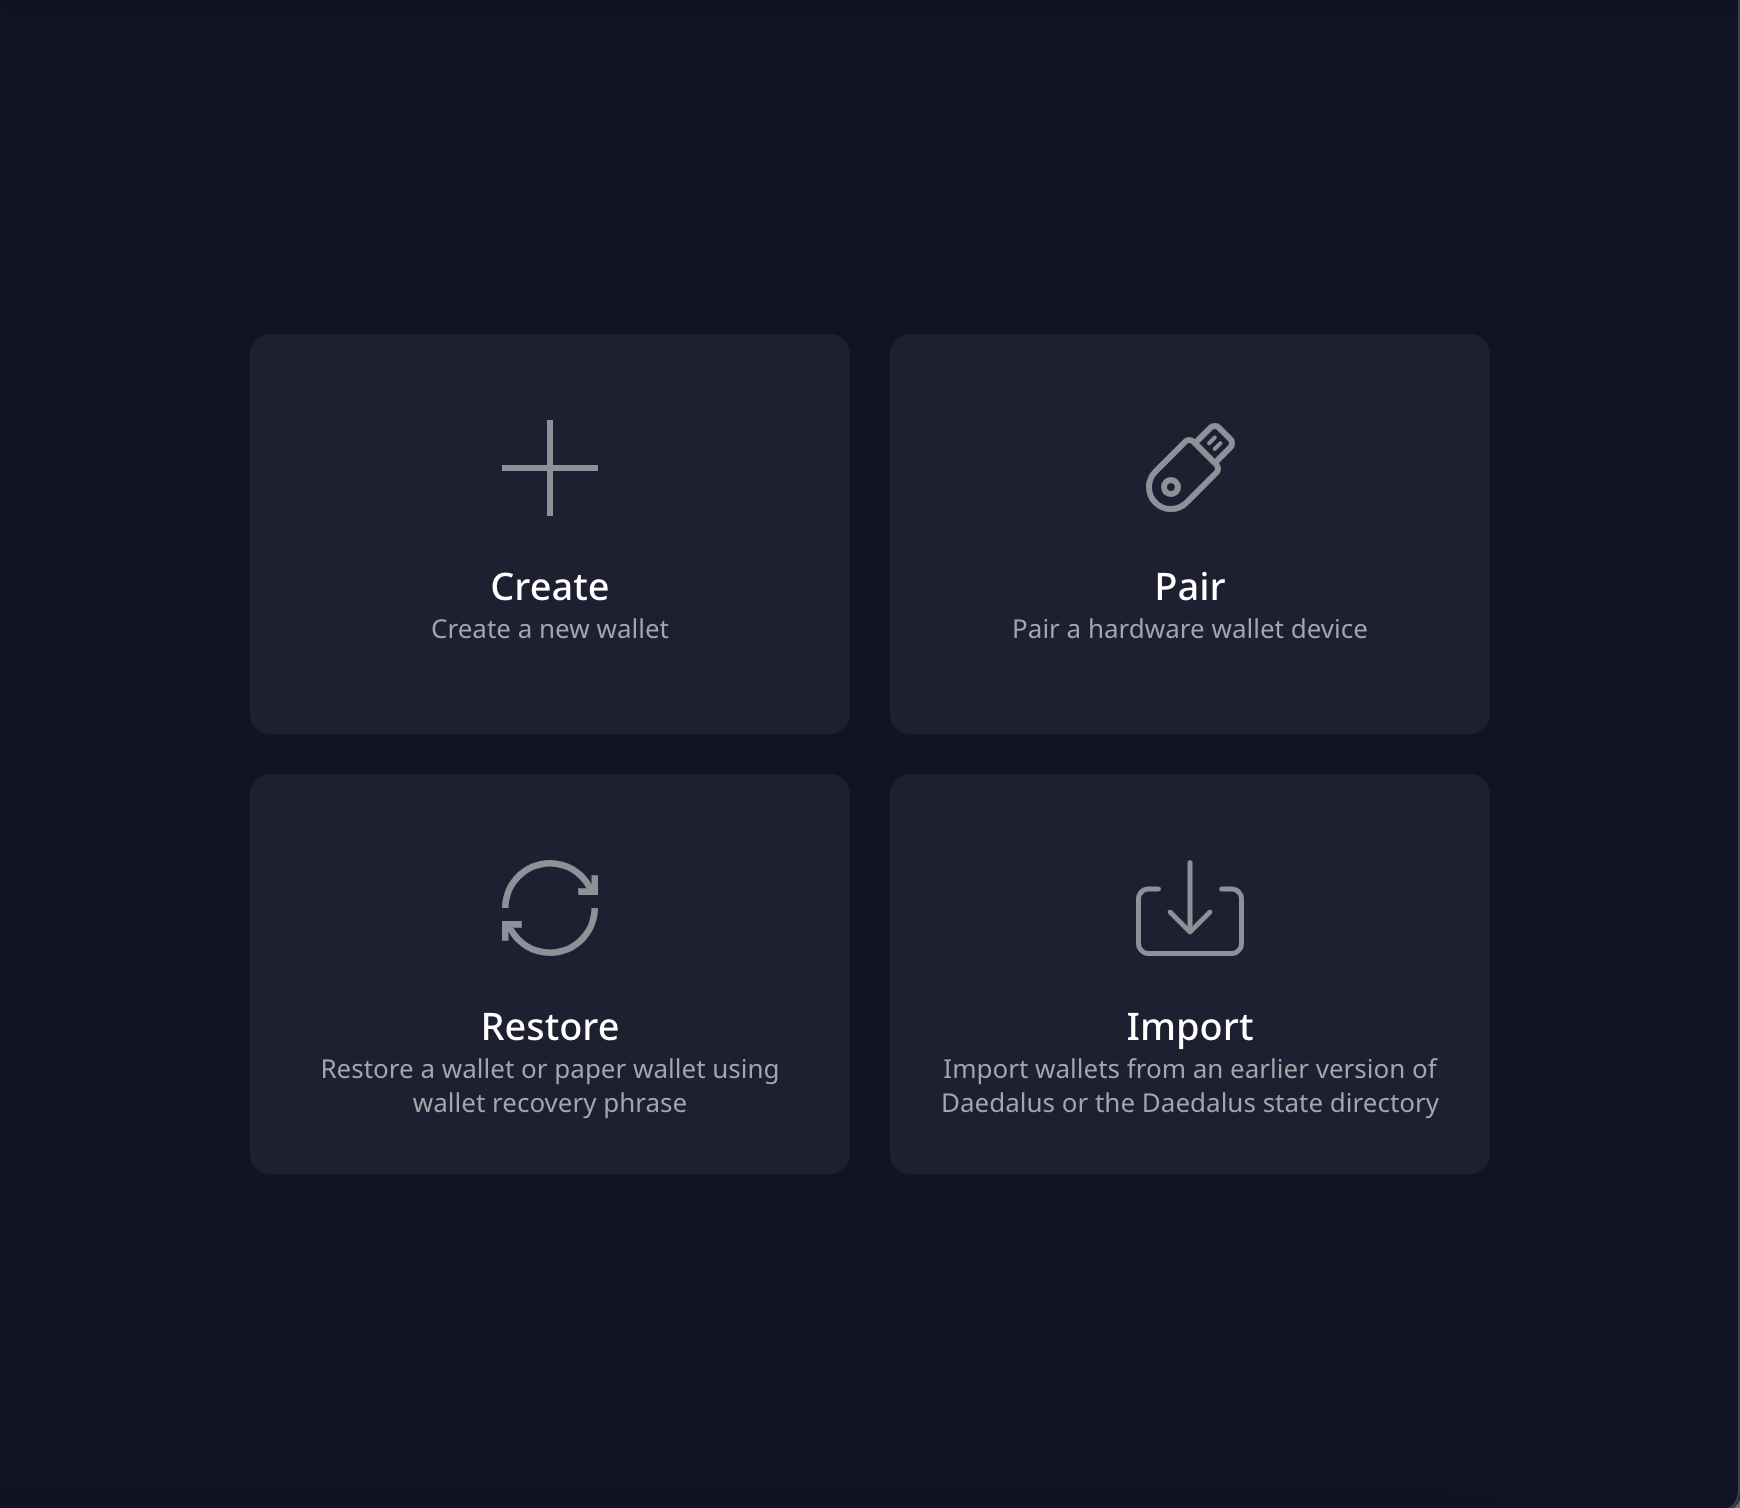 Create
Create a new wallet
Pair
Pair a hardware wallet device
Restore
Restore a wallet or paper wallet using
wallet recovery phrase
Import
Import wallets from an earlier version of
Daedalus or the Daedalus state directory